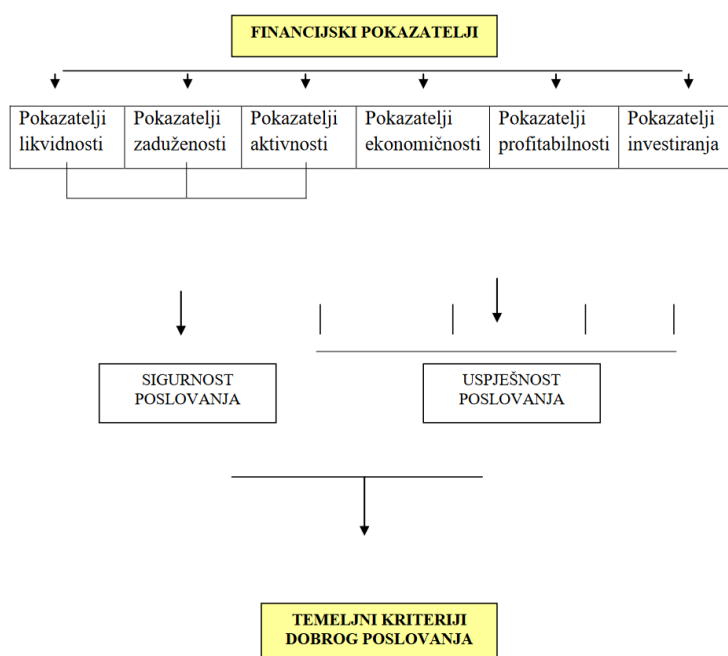 FINANCIJSKI POKAZATELJI
Pokazatelji
likvidnosti
Pokazatelji
zaduženosti
Pokazatelji
aktivnosti
Pokazatelji
ekonomičnosti
Pokazatelji
profitabilnosti
Pokazatelji
investiranja
SIGURNOST
POSLOVANJA
USPJEŠNOST
POSLOVANJA
TEMELJNI KRITERIJI
DOBROG POSLOVANJA